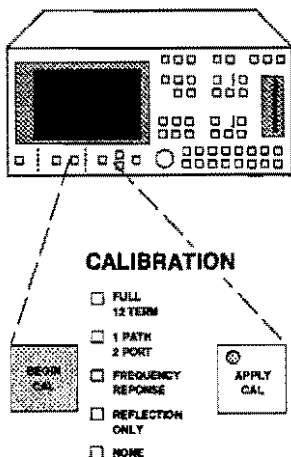 CALIBRATION
FULL
12 TERM
1 PATH
2 PORT
FREQUENCY
REPONSE
REFLECTION
ONLY
NONE
BEGIN
CAL
APPLY
CAL